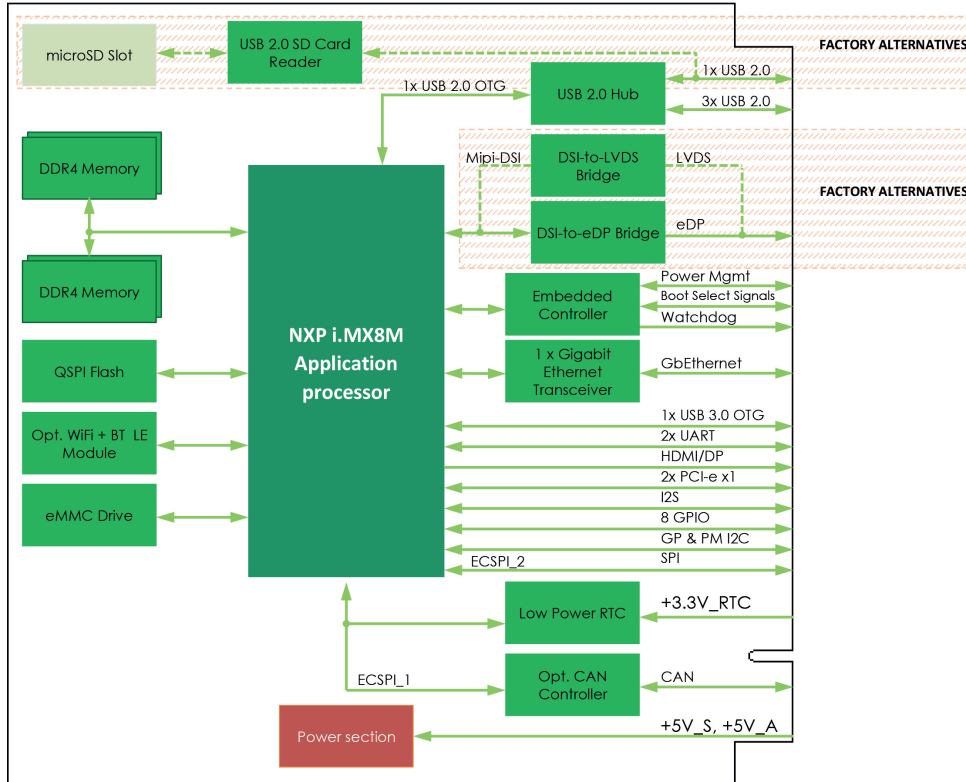 FACTORY ALTERNATIVES
microSD Slot
USB 2.0 SD Card
Reader
1x USB 2.0
1x USB 2.0 OTG
USB 2.0 Hub
3x USB 2.0
DDR4 Memory
Mipi-DSI
DSI-to-LVDS
Bridge
LVDS
FACTORY ALTERNATIVES
DSI-to-eDP Bridge
eDP
DDR4 Memory
Embedded
Controller
Power Mgmt
Boot Select Signals
Watchdog
NXP i.MX8M
Application
processor
QSPI Flash
1 x Gigabit
Ethernet
Transceiver
GbEthernet
Opt. WiFi + BT LE
Module
1x USB 3.0 OTG
2x UART
HDMI/DP
2x PCI-e x1
I2S
8 GPIO
GP & PM I2C
eMMC Drive
ECSPI_2
SPI
Low Power RTC
+3.3V_RTC
ECSPI_1
Opt. CAN
Controller
CAN
Power section
+5V_S, +5V_A